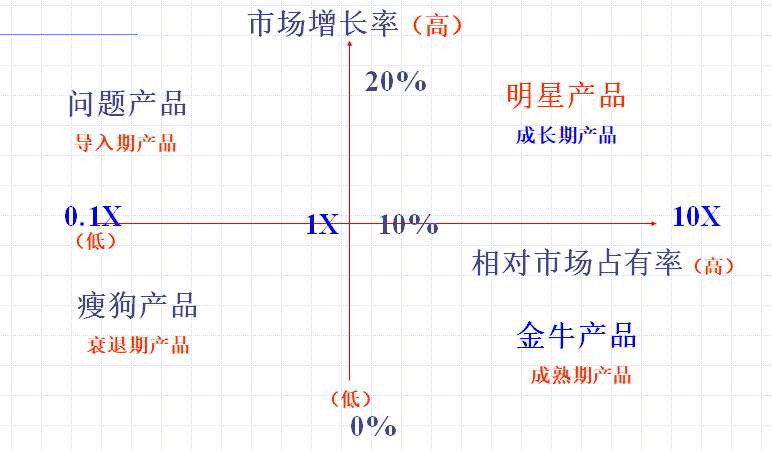 市场增长率（高）
20%
问题产品
明星产品
导入期产品
成长期产品
0.1X
1X
10%
10X
（低）
相对市场占有率（高）
瘦狗产品
金牛产品
衰退期产品
成熟期产品
（低）
0%